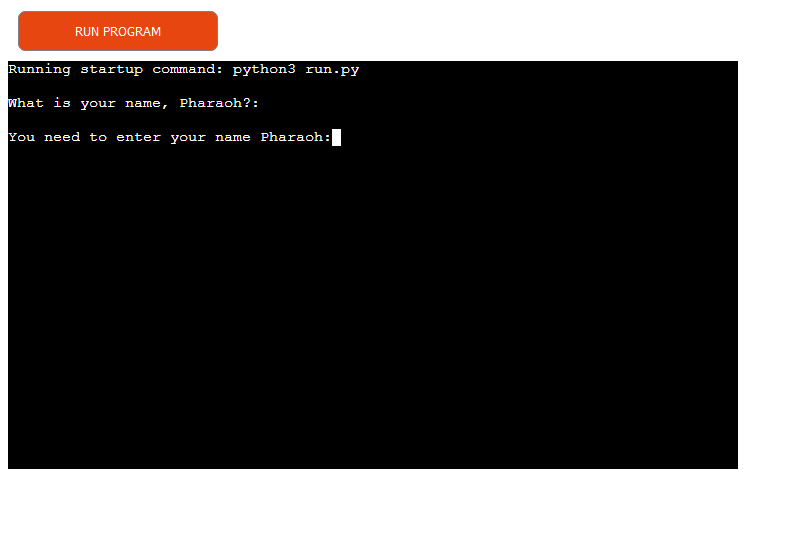 RUN PROGRAM
Running startup command: python3 run.py
What is your name, Pharaoh?:
You need to enter your name Pharaoh: